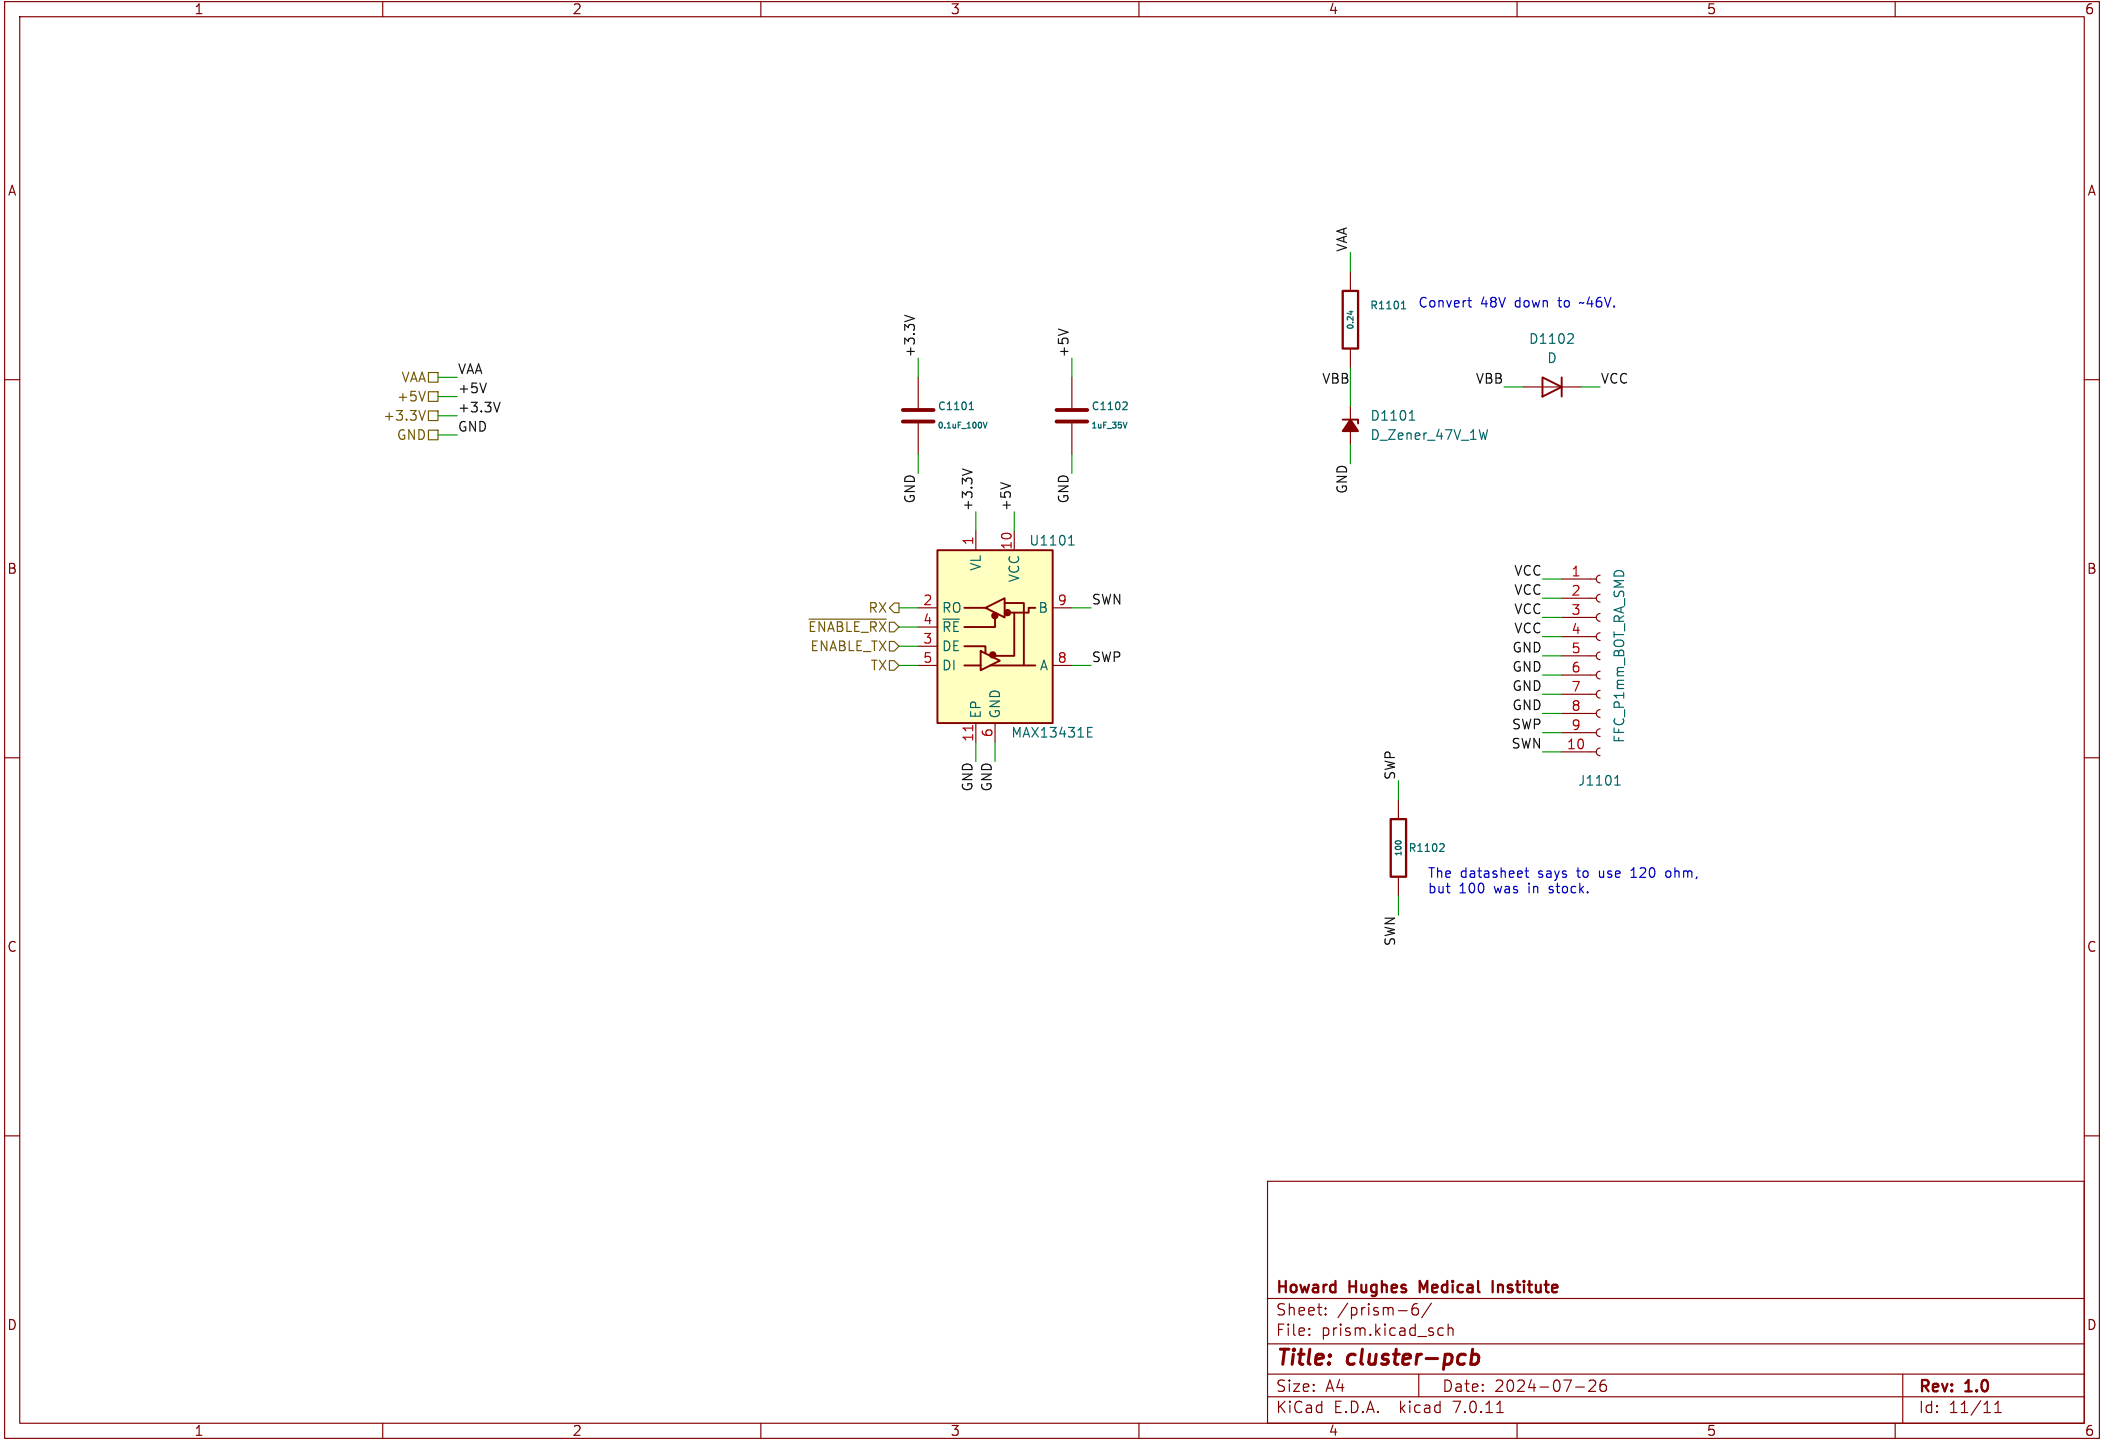 1 2 3 4 5 6
A A
VAA
+3.3V
+5V
R1101
0.24
Convert 48V down to ~46V.
D1102
D
VBB
VBB
VCC
VAA VAA
+5V +5V
+3.3V +3.3V
GND GND
C1101
0.1uF_100V
C1102
1uF_35V
D1101
D_Zener_47V_1W
GND
GND
GND
+3.3V
+5V
1
10
U1101
VL
VCC
B B
RX 2 RO B 9 SWN
ENABLE_RX 4 RE
ENABLE_TX 3 DE
TX 5 DI A 8 SWP
EP
GND
11
6
MAX13431E
GND
GND
VCC 1
VCC 2
VCC 3
VCC 4
GND 5
GND 6
GND 7
GND 8
SWP 9
SWN 10
FFC_P1mm_BOT_RA_SMD
J1101
SWP
100
R1102
The datasheet says to use 120 ohm,
but 100 was in stock.
SWN
C C
Howard Hughes Medical Institute
Sheet: /prism-6/
File: prism.kicad_sch
D D
Title: cluster-pcb
Size: A4 Date: 2024-07-26 Rev: 1.0
KiCad E.D.A. kicad 7.0.11 Id: 11/11
1 2 3 4 5 6